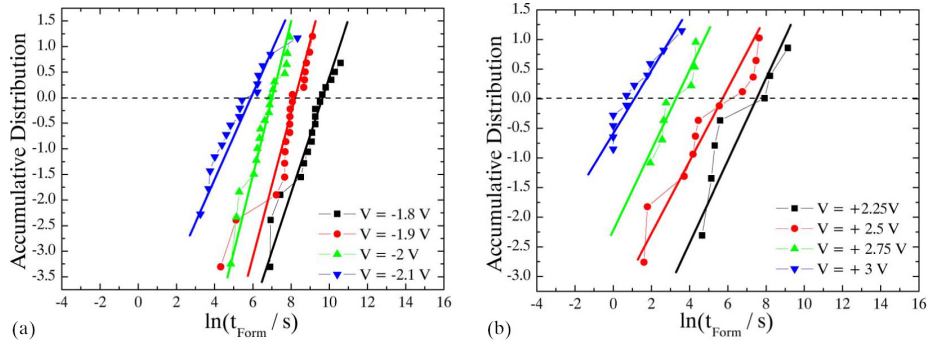 1.5
1.0
0.5
0.0
-0.5
-1.0
-1.5
-2.0
-2.5
-3.0
-3.5
Accumulative Distribution
V = -1.8 V
V = -1.9 V
V = -2 V
V = -2.1 V
-4 -2 0 2 4 6 8 10 12 14 16
(a) ln(t_Form / s)
1.5
1.0
0.5
0.0
-0.5
-1.0
-1.5
-2.0
-2.5
-3.0
Accumulative Distribution
V = +2.25V
V = + 2.5 V
V = + 2.75 V
V = + 3 V
-4 -2 0 2 4 6 8 10 12 14 16
(b) ln(t_Form / s)